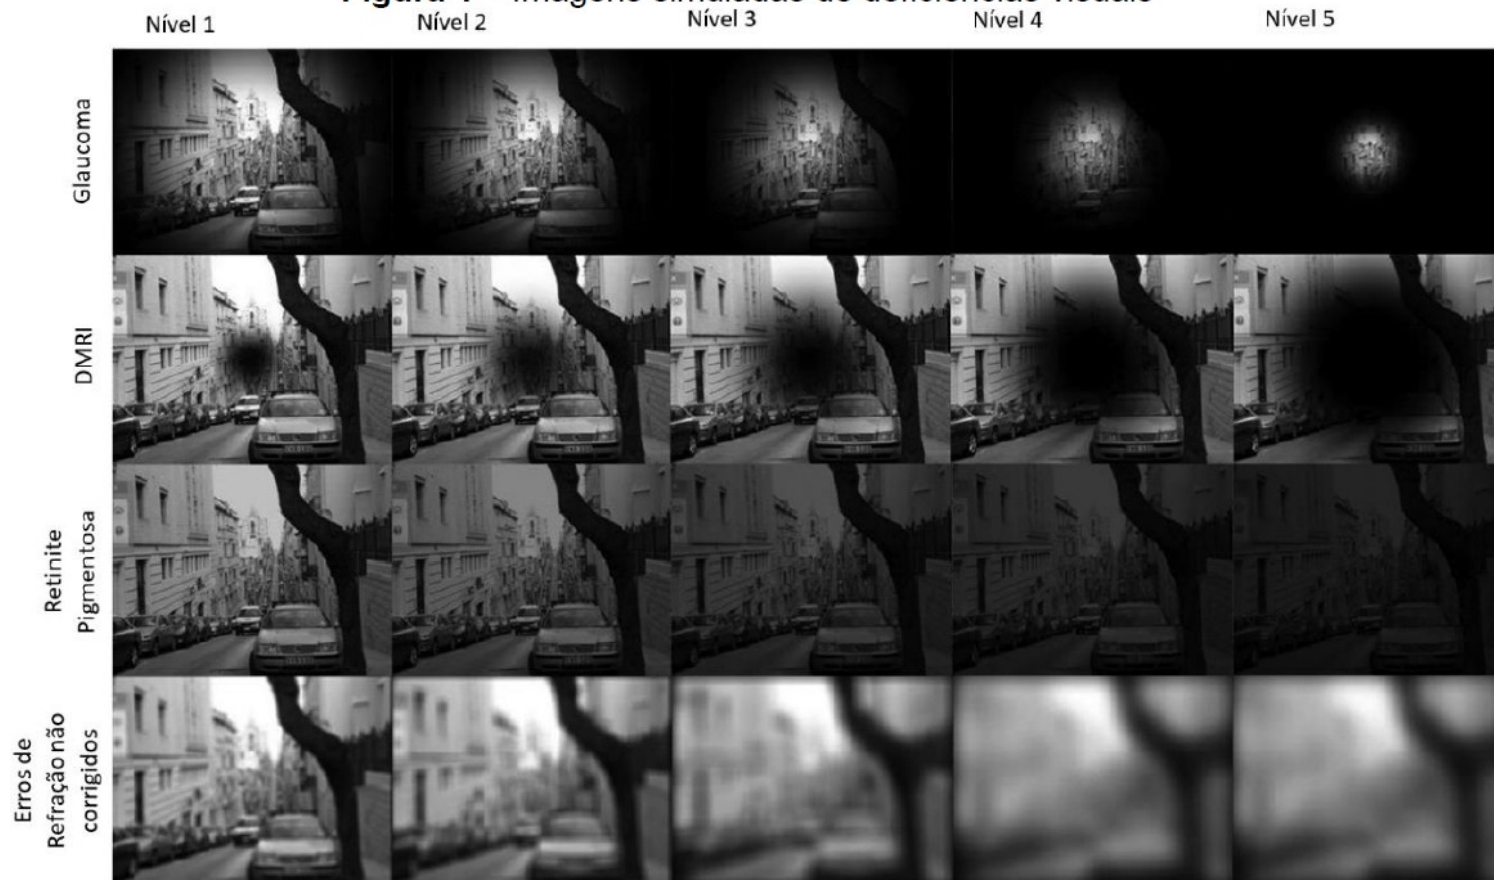 Nível 1 Nível 2 Nível 3 Nível 4 Nível 5
Glaucoma
DMRI
Retinite
Pigmentosa
Erros de
Refração não
corrigidos